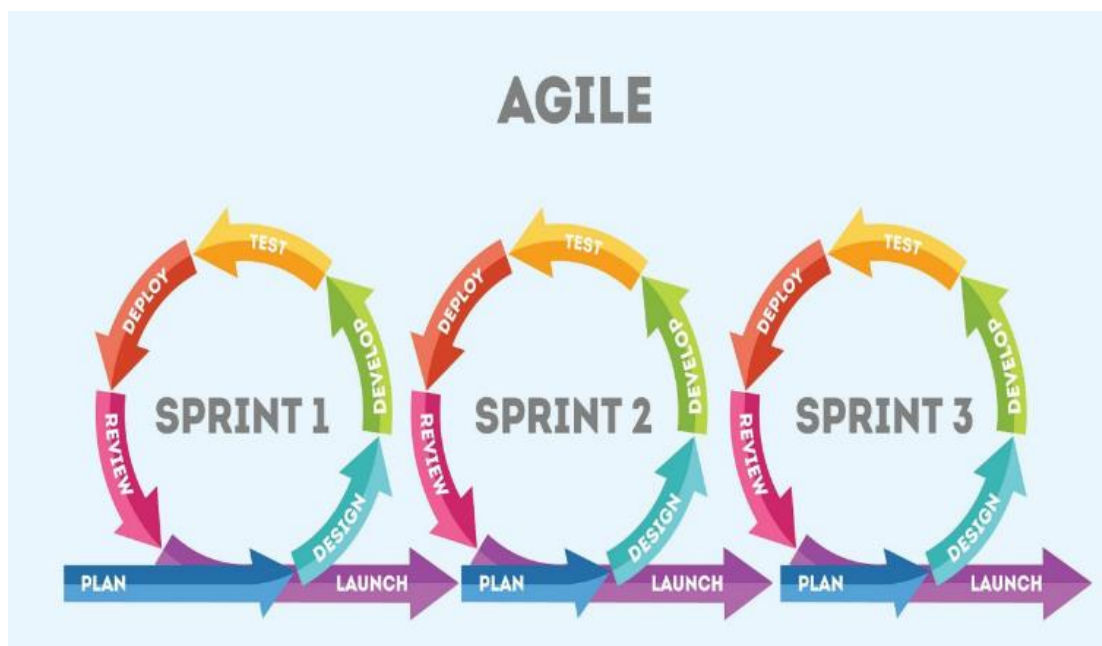 AGILE
TEST
DEPLOY
DEVELOP
SPRINT 1
REVIEW
DESIGN
PLAN
LAUNCH
TEST
DEPLOY
DEVELOP
SPRINT 2
REVIEW
DESIGN
PLAN
LAUNCH
TEST
DEPLOY
DEVELOP
SPRINT 3
REVIEW
DESIGN
PLAN
LAUNCH